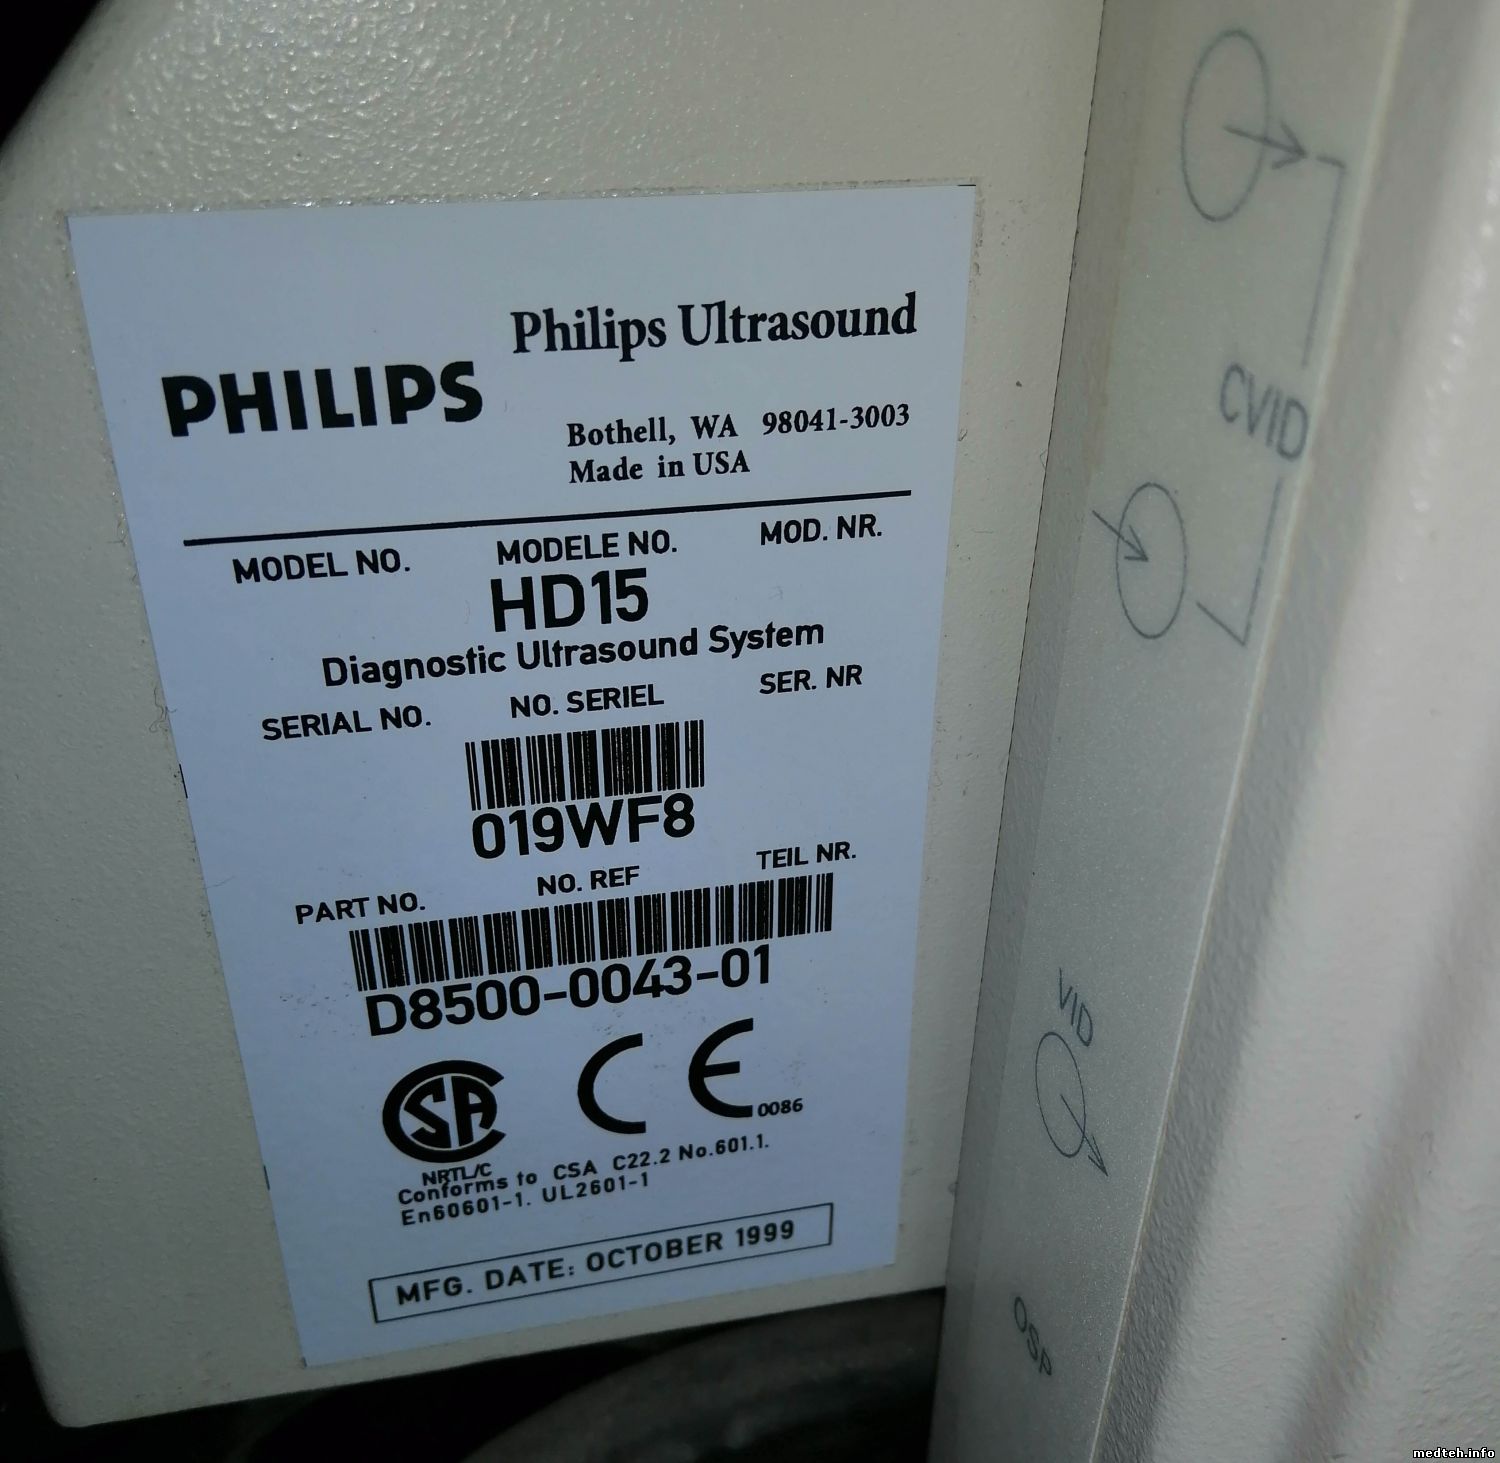 Philips Ultrasound
PHILIPS
Bothell, WA 98041-3003
Made in USA
MODEL NO. MODELE NO. MOD. NR.
HD15
Diagnostic Ultrasound System
SERIAL NO. NO. SERIEL SER. NR
019WF8
PART NO. NO. REF TEIL NR.
D8500-0043-01
SA
CE 0086
NRTL/C
Conforms to CSA C22.2 No.601.1.
En60601-1. UL2601-1
MFG. DATE: OCTOBER 1999
CVID
VID
OSP
medteh.info